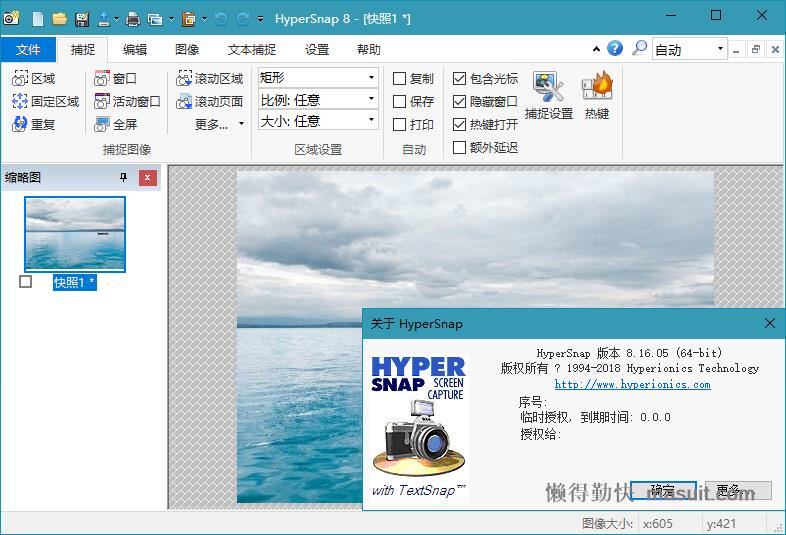 HyperSnap 8 - [快照1 *]
文件 捕捉 编辑 图像 文本捕捉 设置 帮助 自动
区域 窗口 滚动区域 矩形 复制 包含光标
固定区域 活动窗口 滚动页面 比例: 任意 保存 隐藏窗口 捕捉设置 热键
重复 全屏 更多... 大小: 任意 打印 热键打开
额外延迟
捕捉图像 区域设置 自动
缩略图
快照1 *
关于 HyperSnap
HyperSnap 版本 8.16.05 (64-bit)
版权所有 ? 1994-2018 Hyperionics Technology
http://www.hyperionics.com
序号:
临时授权，到期时间: 0.0.0
授权给:
HYPER
SNAP SCREEN
CAPTURE
with TextSnap™
确定 更多...
懒得勤快 masuit.com
图像大小: x:605 y:421